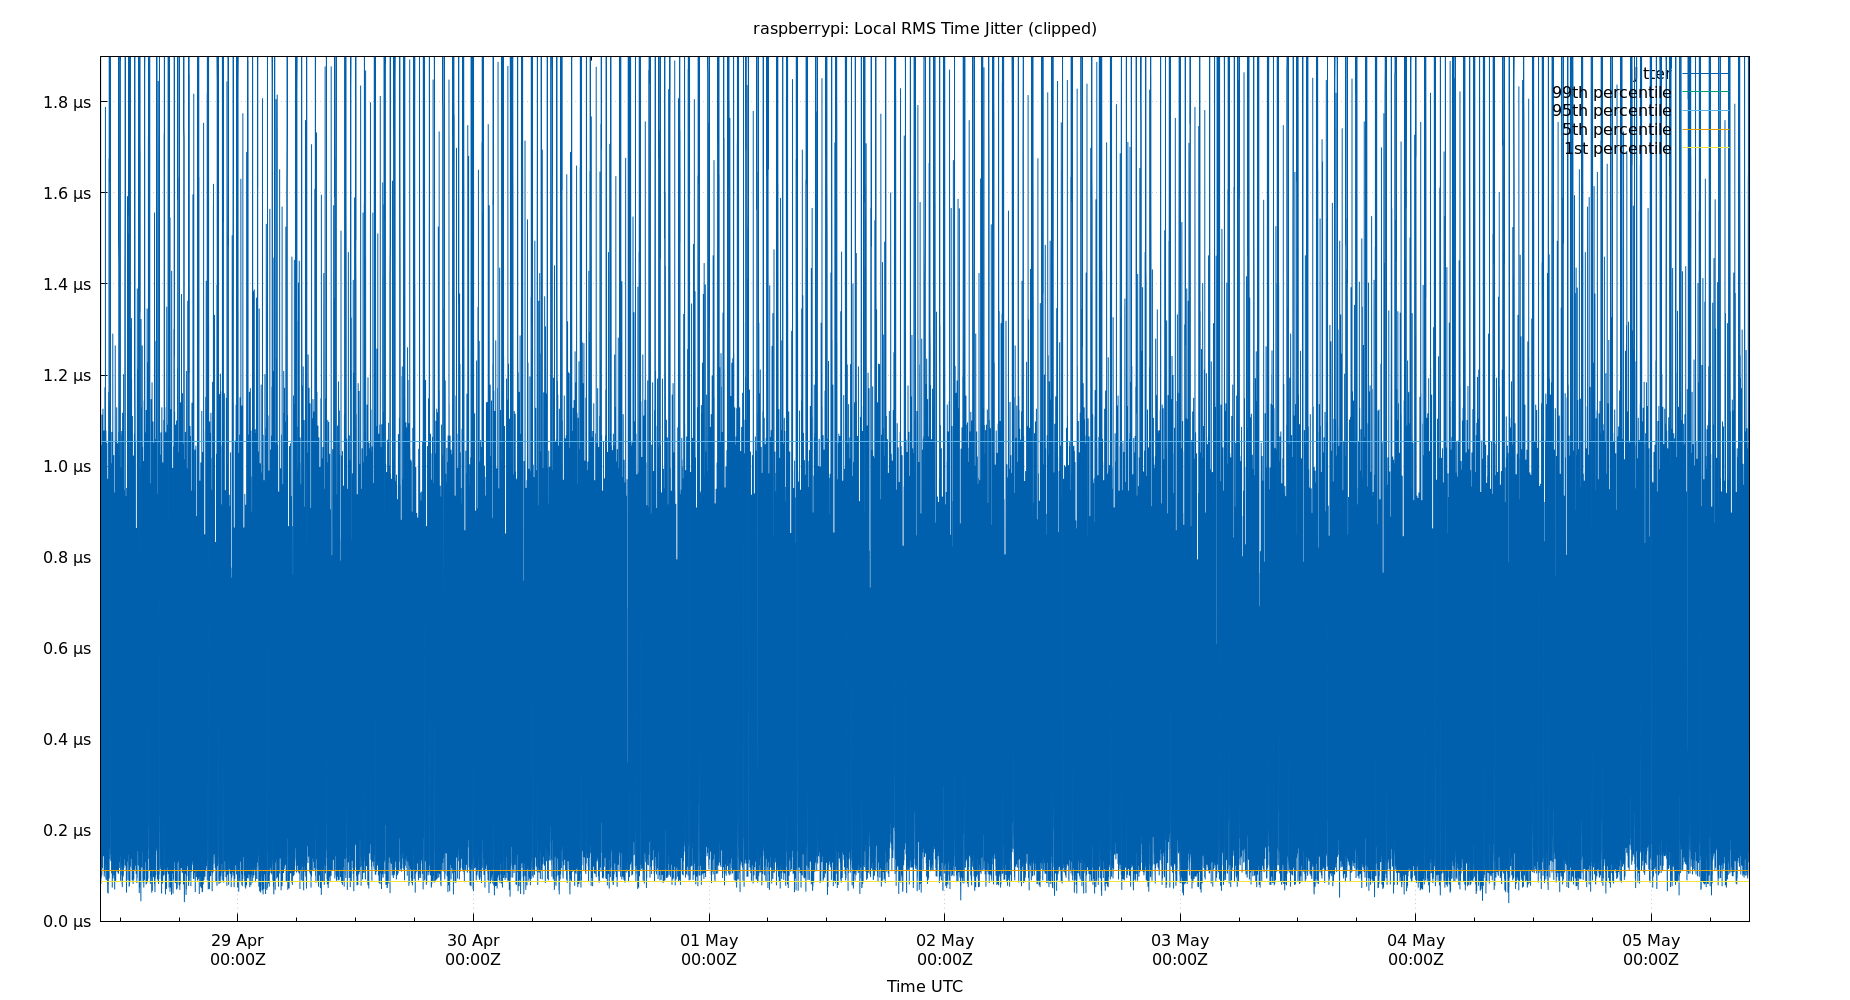 raspberrypi: Local RMS Time Jitter (clipped)
jitter
99th percentile
95th percentile
5th percentile
1st percentile
1.8 µs
1.6 µs
1.4 µs
1.2 µs
1.0 µs
0.8 µs
0.6 µs
0.4 µs
0.2 µs
0.0 µs
29 Apr 30 Apr 01 May 02 May 03 May 04 May 05 May
00:00Z 00:00Z 00:00Z 00:00Z 00:00Z 00:00Z 00:00Z
Time UTC